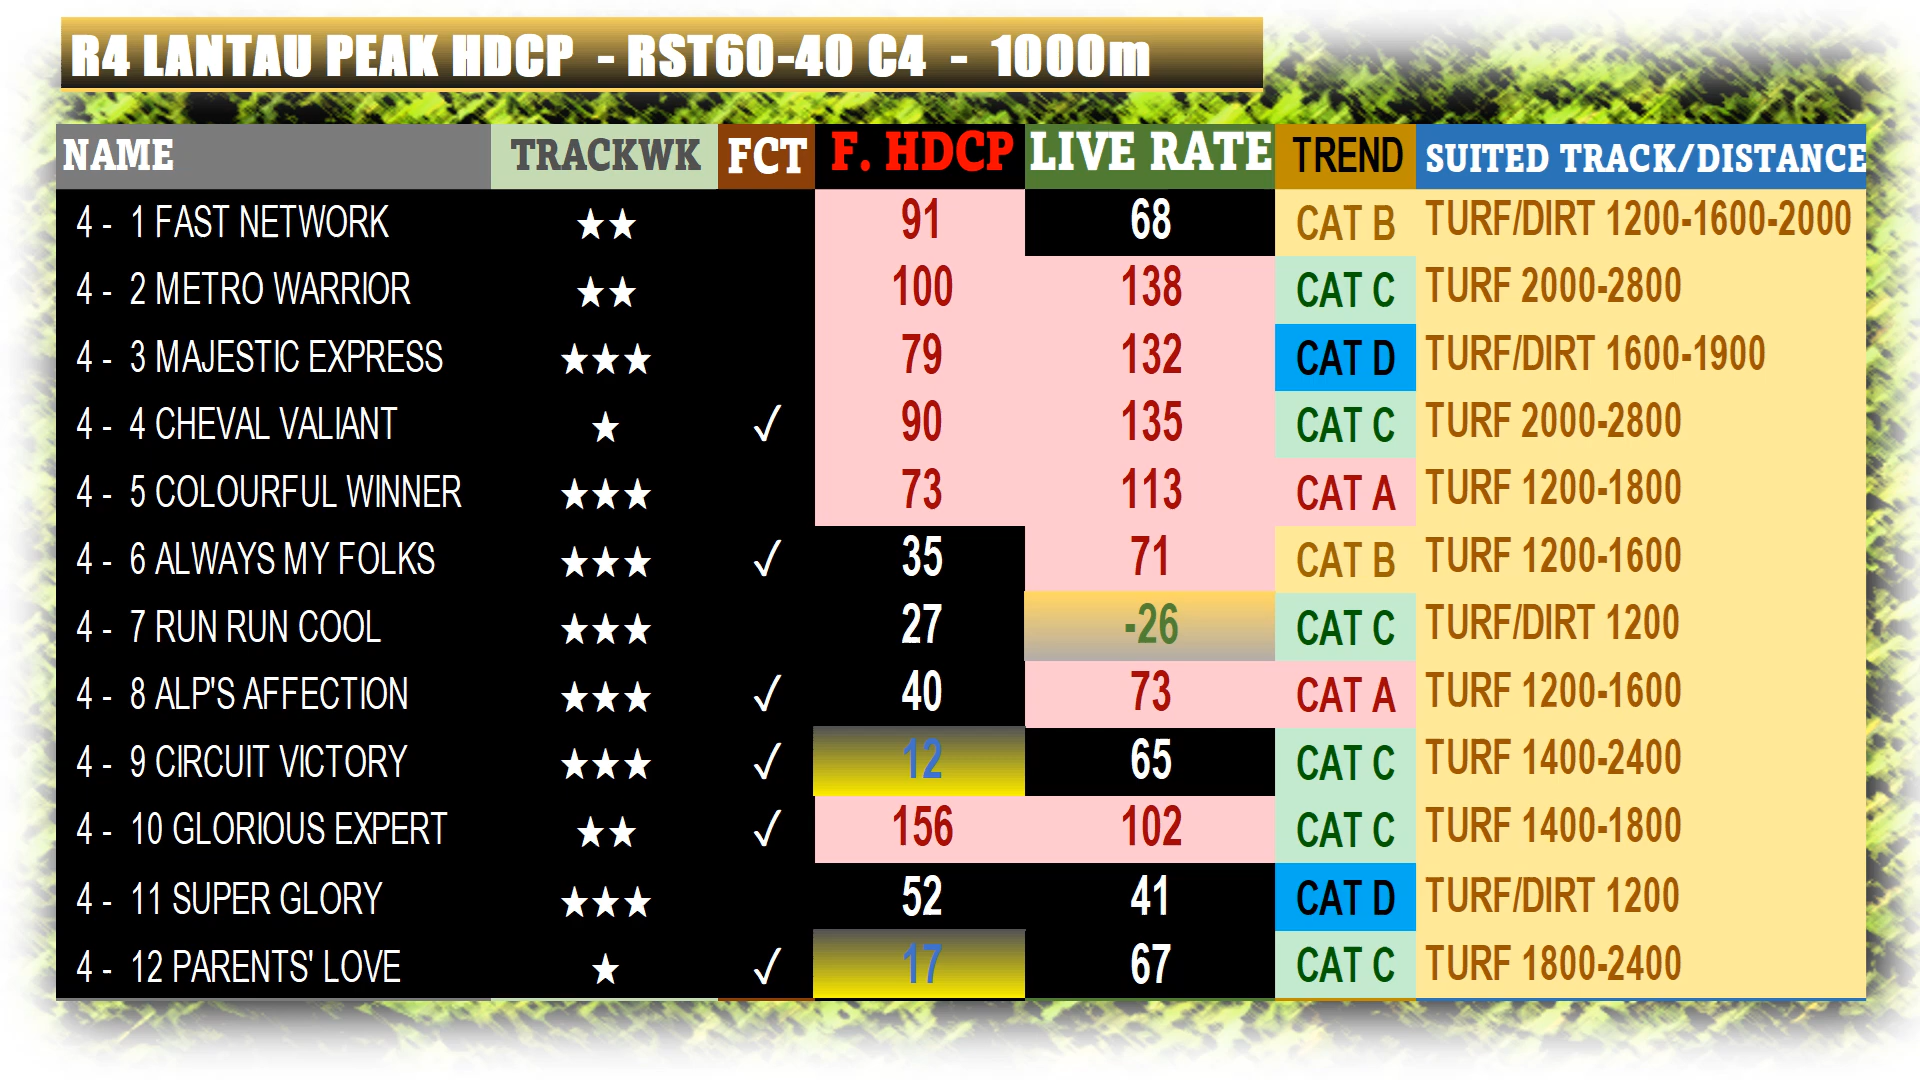 R4 LANTAU PEAK HDCP - RST60-40 C4 - 1000m
NAME TRACKWK FCT F. HDCP LIVE RATE TREND SUITED TRACK/DISTANCE
4 - 1 FAST NETWORK ★★ 91 68 CAT B TURF/DIRT 1200-1600-2000
4 - 2 METRO WARRIOR ★★ 100 138 CAT C TURF 2000-2800
4 - 3 MAJESTIC EXPRESS ★★★ 79 132 CAT D TURF/DIRT 1600-1900
4 - 4 CHEVAL VALIANT ★ ✓ 90 135 CAT C TURF 2000-2800
4 - 5 COLOURFUL WINNER ★★★ 73 113 CAT A TURF 1200-1800
4 - 6 ALWAYS MY FOLKS ★★★ ✓ 35 71 CAT B TURF 1200-1600
4 - 7 RUN RUN COOL ★★★ 27 -26 CAT C TURF/DIRT 1200
4 - 8 ALP'S AFFECTION ★★★ ✓ 40 73 CAT A TURF 1200-1600
4 - 9 CIRCUIT VICTORY ★★★ ✓ 12 65 CAT C TURF 1400-2400
4 - 10 GLORIOUS EXPERT ★★ ✓ 156 102 CAT C TURF 1400-1800
4 - 11 SUPER GLORY ★★★ 52 41 CAT D TURF/DIRT 1200
4 - 12 PARENTS' LOVE ★ ✓ 17 67 CAT C TURF 1800-2400